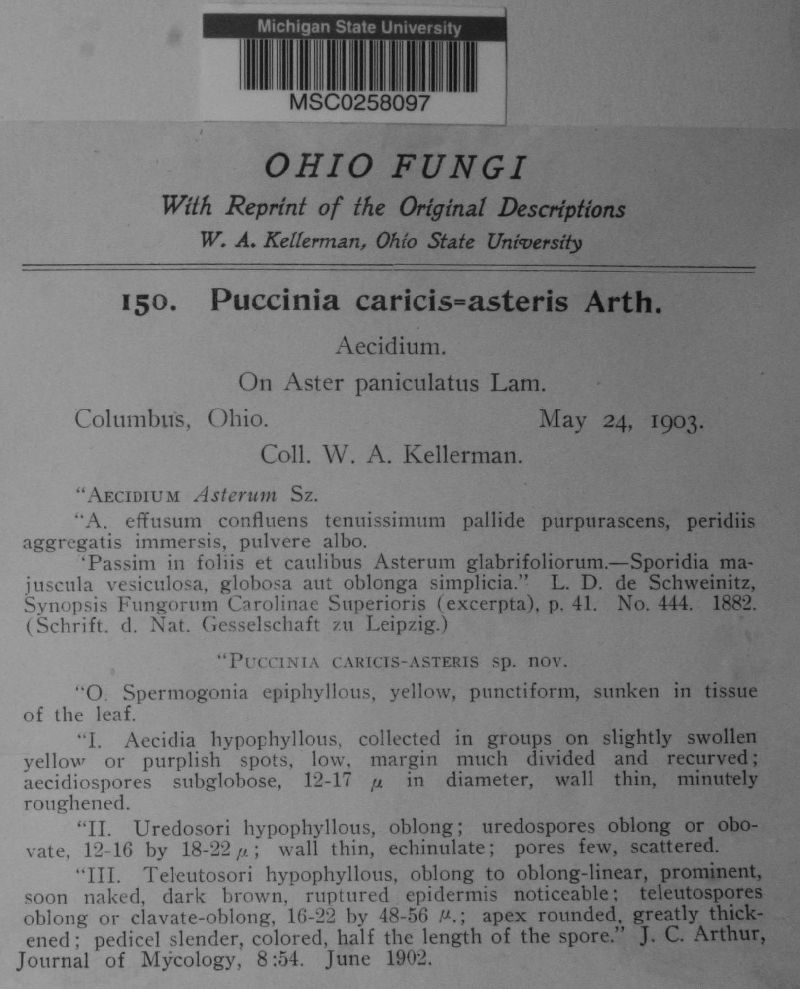 Michigan State University
MSC0258097
OHIO FUNGI
With Reprint of the Original Descriptions
W. A. Kellerman, Ohio State University
150. Puccinia caricis=asteris Arth.
Aecidium.
On Aster paniculatus Lam.
Columbus, Ohio. May 24, 1903.
Coll. W. A. Kellerman.
“AECIDIUM Asterum Sz.
“A. effusum confluens tenuissimum pallide purpurascens, peridiis
aggregatis immersis, pulvere albo.
‘Passim in foliis et caulibus Asterum glabrifoliorum.—Sporidia ma-
juscula vesiculosa, globosa aut oblonga simplicia.” L. D. de Schweinitz,
Synopsis Fungorum Carolinae Superioris (excerpta), p. 41. No. 444. 1882.
(Schrift. d. Nat. Gesselschaft zu Leipzig.)
“PUCCINIA CARICIS-ASTERIS sp. nov.
“O. Spermogonia epiphyllous, yellow, punctiform, sunken in tissue
of the leaf.
“I. Aecidia hypophyllous, collected in groups on slightly swollen
yellow or purplish spots, low, margin much divided and recurved;
aecidiospores subglobose, 12-17 µ in diameter, wall thin, minutely
roughened.
“II. Uredosori hypophyllous, oblong; uredospores oblong or obo-
vate, 12-16 by 18-22 µ; wall thin, echinulate; pores few, scattered.
“III. Teleutosori hypophyllous, oblong to oblong-linear, prominent,
soon naked, dark brown, ruptured epidermis noticeable; teleutospores
oblong or clavate-oblong, 16-22 by 48-56 µ.; apex rounded, greatly thick-
ened; pedicel slender, colored, half the length of the spore.” J. C. Arthur,
Journal of Mycology, 8:54. June 1902.